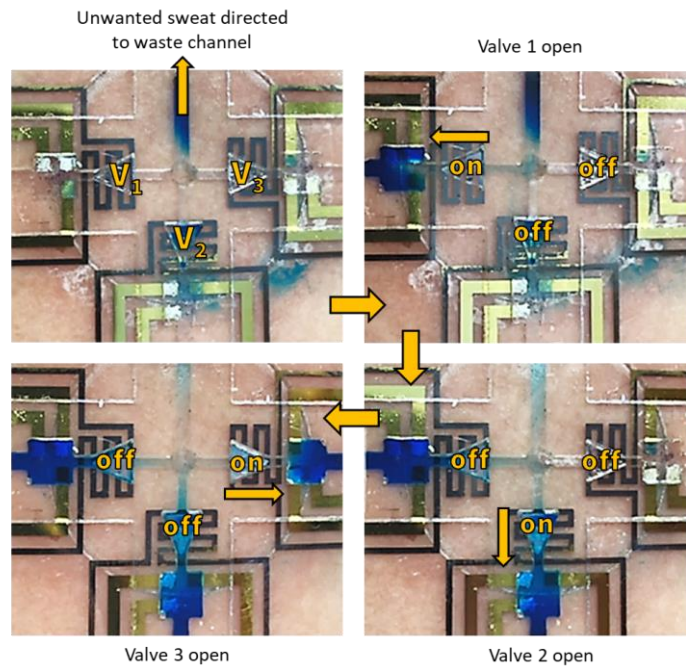 Unwanted sweat directed
to waste channel
Valve 1 open
V1
V3
V2
on
off
off
off
on
off
off
off
on
Valve 3 open
Valve 2 open